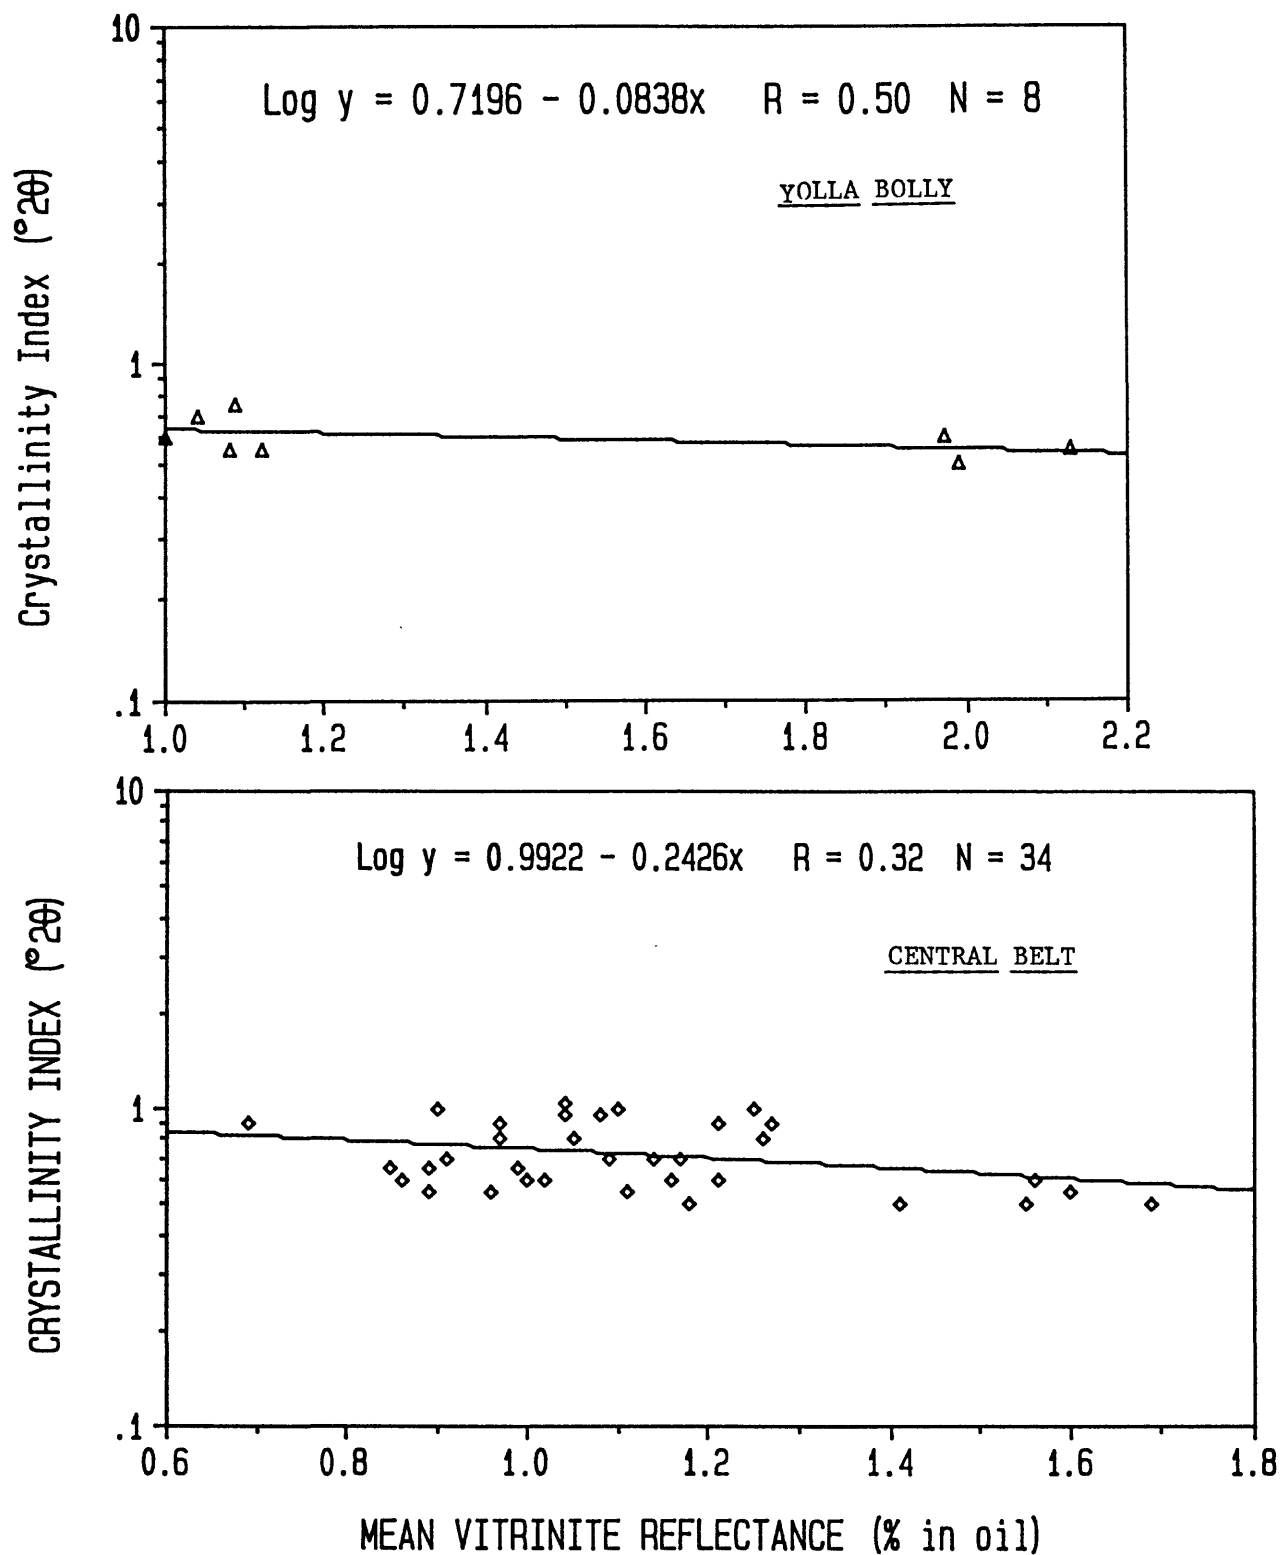 10
Log y = 0.7196 - 0.0838x R = 0.50 N = 8
YOLLA BOLLY
Crystallinity Index (°2θ)
1
.1
1.0 1.2 1.4 1.6 1.8 2.0 2.2
10
Log y = 0.9922 - 0.2426x R = 0.32 N = 34
CENTRAL BELT
CRYSTALLINITY INDEX (°2θ)
1
.1
0.6 0.8 1.0 1.2 1.4 1.6 1.8
MEAN VITRINITE REFLECTANCE (% in oil)